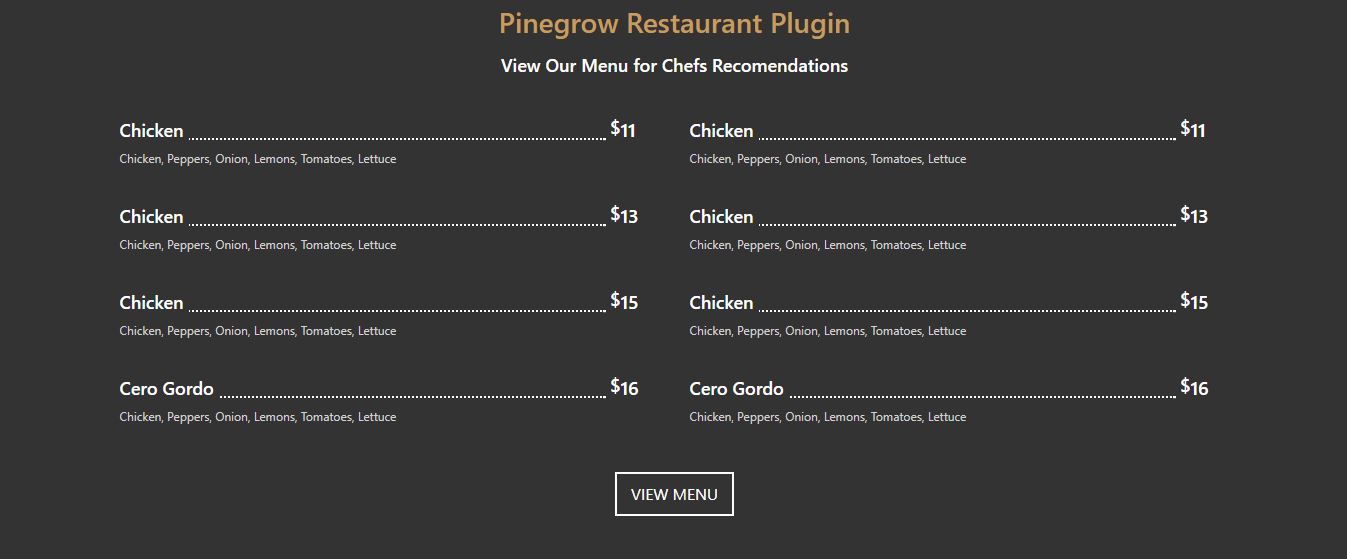 Pinegrow Restaurant Plugin
View Our Menu for Chefs Recomendations
Chicken $11
Chicken, Peppers, Onion, Lemons, Tomatoes, Lettuce
Chicken $13
Chicken, Peppers, Onion, Lemons, Tomatoes, Lettuce
Chicken $15
Chicken, Peppers, Onion, Lemons, Tomatoes, Lettuce
Cero Gordo $16
Chicken, Peppers, Onion, Lemons, Tomatoes, Lettuce
Chicken $11
Chicken, Peppers, Onion, Lemons, Tomatoes, Lettuce
Chicken $13
Chicken, Peppers, Onion, Lemons, Tomatoes, Lettuce
Chicken $15
Chicken, Peppers, Onion, Lemons, Tomatoes, Lettuce
Cero Gordo $16
Chicken, Peppers, Onion, Lemons, Tomatoes, Lettuce
VIEW MENU